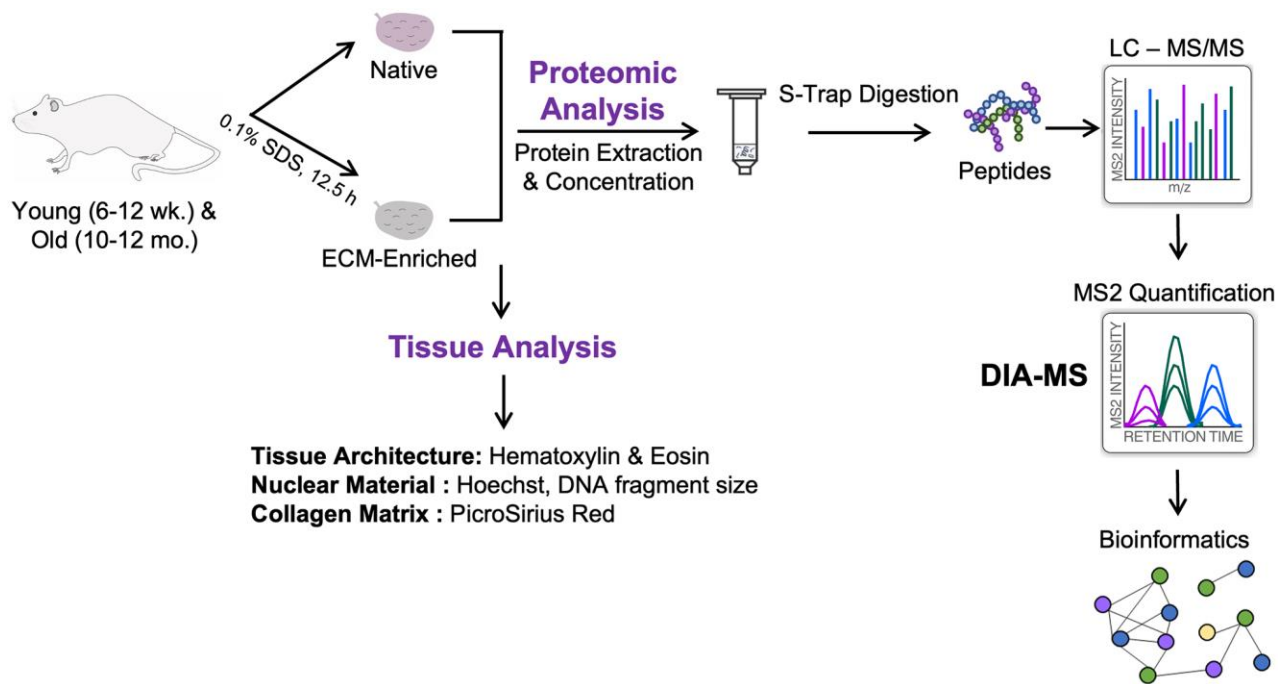 Young (6-12 wk.) &
Old (10-12 mo.)
0.1% SDS, 12.5 h
Native
ECM-Enriched
Proteomic
Analysis
Protein Extraction
& Concentration
S-Trap Digestion
Peptides
LC – MS/MS
MS2 INTENSITY
m/z
MS2 Quantification
DIA-MS
MS2 INTENSITY
RETENTION TIME
Bioinformatics
Tissue Analysis
Tissue Architecture: Hematoxylin & Eosin
Nuclear Material : Hoechst, DNA fragment size
Collagen Matrix : PicroSirius Red